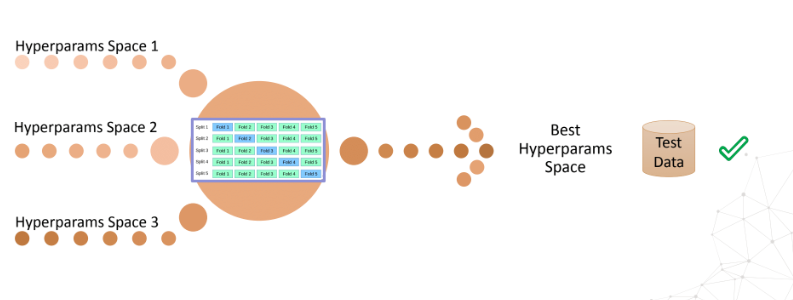 Hyperparams Space 1
Hyperparams Space 2
Hyperparams Space 3
Split 1 Fold 1 Fold 2 Fold 3 Fold 4 Fold 5
Split 2 Fold 1 Fold 2 Fold 3 Fold 4 Fold 5
Split 3 Fold 1 Fold 2 Fold 3 Fold 4 Fold 5
Split 4 Fold 1 Fold 2 Fold 3 Fold 4 Fold 5
Split 5 Fold 1 Fold 2 Fold 3 Fold 4 Fold 5
Best
Hyperparams
Space
Test
Data